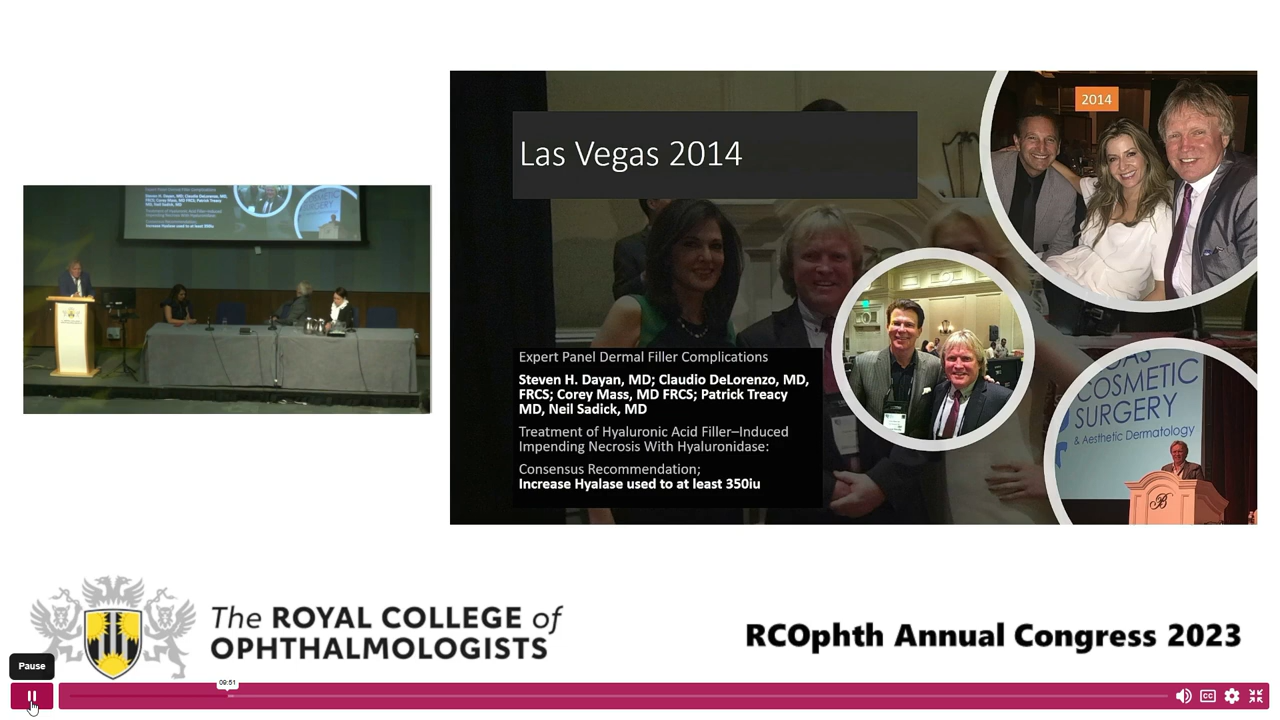 2014
Las Vegas 2014
Expert Panel Dermal Filler Complications
Steven H. Dayan, MD; Claudio DeLorenzo, MD,
FRCS; Corey Mass, MD FRCS; Patrick Treacy
MD, Neil Sadick, MD
Treatment of Hyaluronic Acid Filler–Induced
Impending Necrosis With Hyaluronidase:
Consensus Recommendation;
Increase Hyalase used to at least 350iu
COSMETIC
SURGERY
& Aesthetic Dermatology
B
The ROYAL COLLEGE of
OPHTHALMOLOGISTS
RCOphth Annual Congress 2023
Pause
09:51
CC